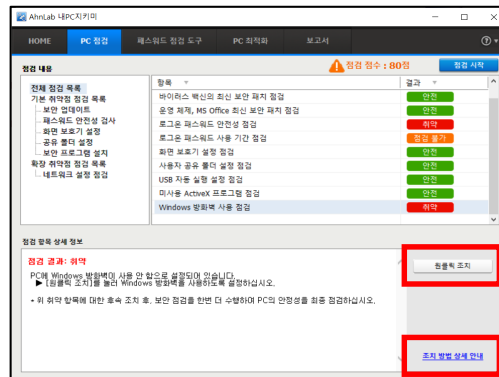 AhnLab 내PC지키미
HOME PC 점검 패스워드 점검 도구 PC 최적화 보고서
점검 내용
점검 점수 : 80점
점검 시작
전체 점검 목록
기본 취약점 점검 목록
보안 업데이트
패스워드 안전성 검사
화면 보호기 설정
공유 폴더 설정
보안 프로그램 설치
확장 취약점 점검 목록
네트워크 설정 점검
항목 결과
바이러스 백신의 최신 보안 패치 점검 안전
운영 체제, MS Office 최신 보안 패치 점검 안전
로그온 패스워드 안전성 점검 취약
로그온 패스워드 사용 기간 점검 점검 불가
화면 보호기 설정 점검 안전
사용자 공유 폴더 설정 점검 안전
USB 자동 실행 설정 점검 안전
미사용 ActiveX 프로그램 점검 안전
Windows 방화벽 사용 점검 취약
점검 항목 상세 정보
점검 결과: 취약
PC에 Windows 방화벽이 사용 안 함으로 설정되어 있습니다.
▶ [원클릭 조치]를 눌러 Windows 방화벽을 사용하도록 설정하십시오.
• 위 취약 항목에 대한 후속 조치 후, 보안 점검을 한번 더 수행하여 PC의 안정성을 최종 점검하십시오.
원클릭 조치
조치 방법 상세 안내